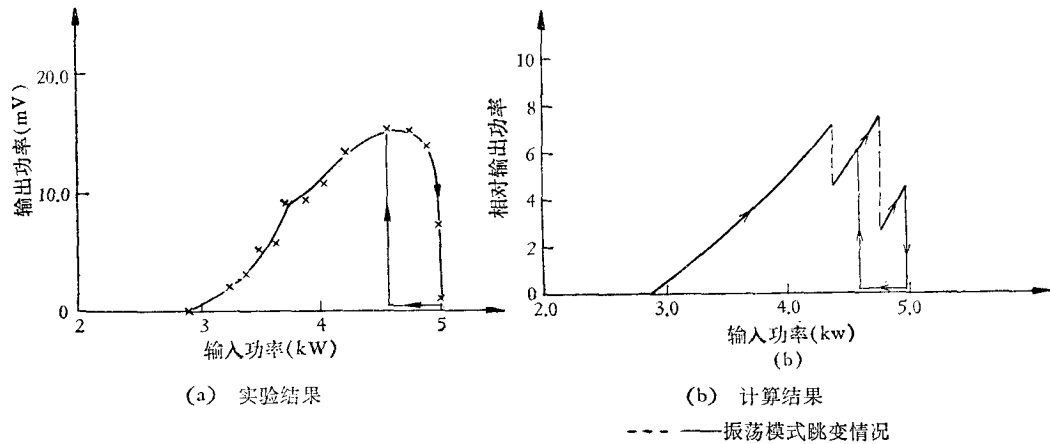 输出功率(mV)
20.0
10.0
0
2
3
4
5
输入功率(kW)
(a) 实验结果
相对输出功率
10
8
6
4
2
0
2.0
3.0
4.0
5.0
输入功率(kw)
(b)
(b) 计算结果
振荡模式跳变情况